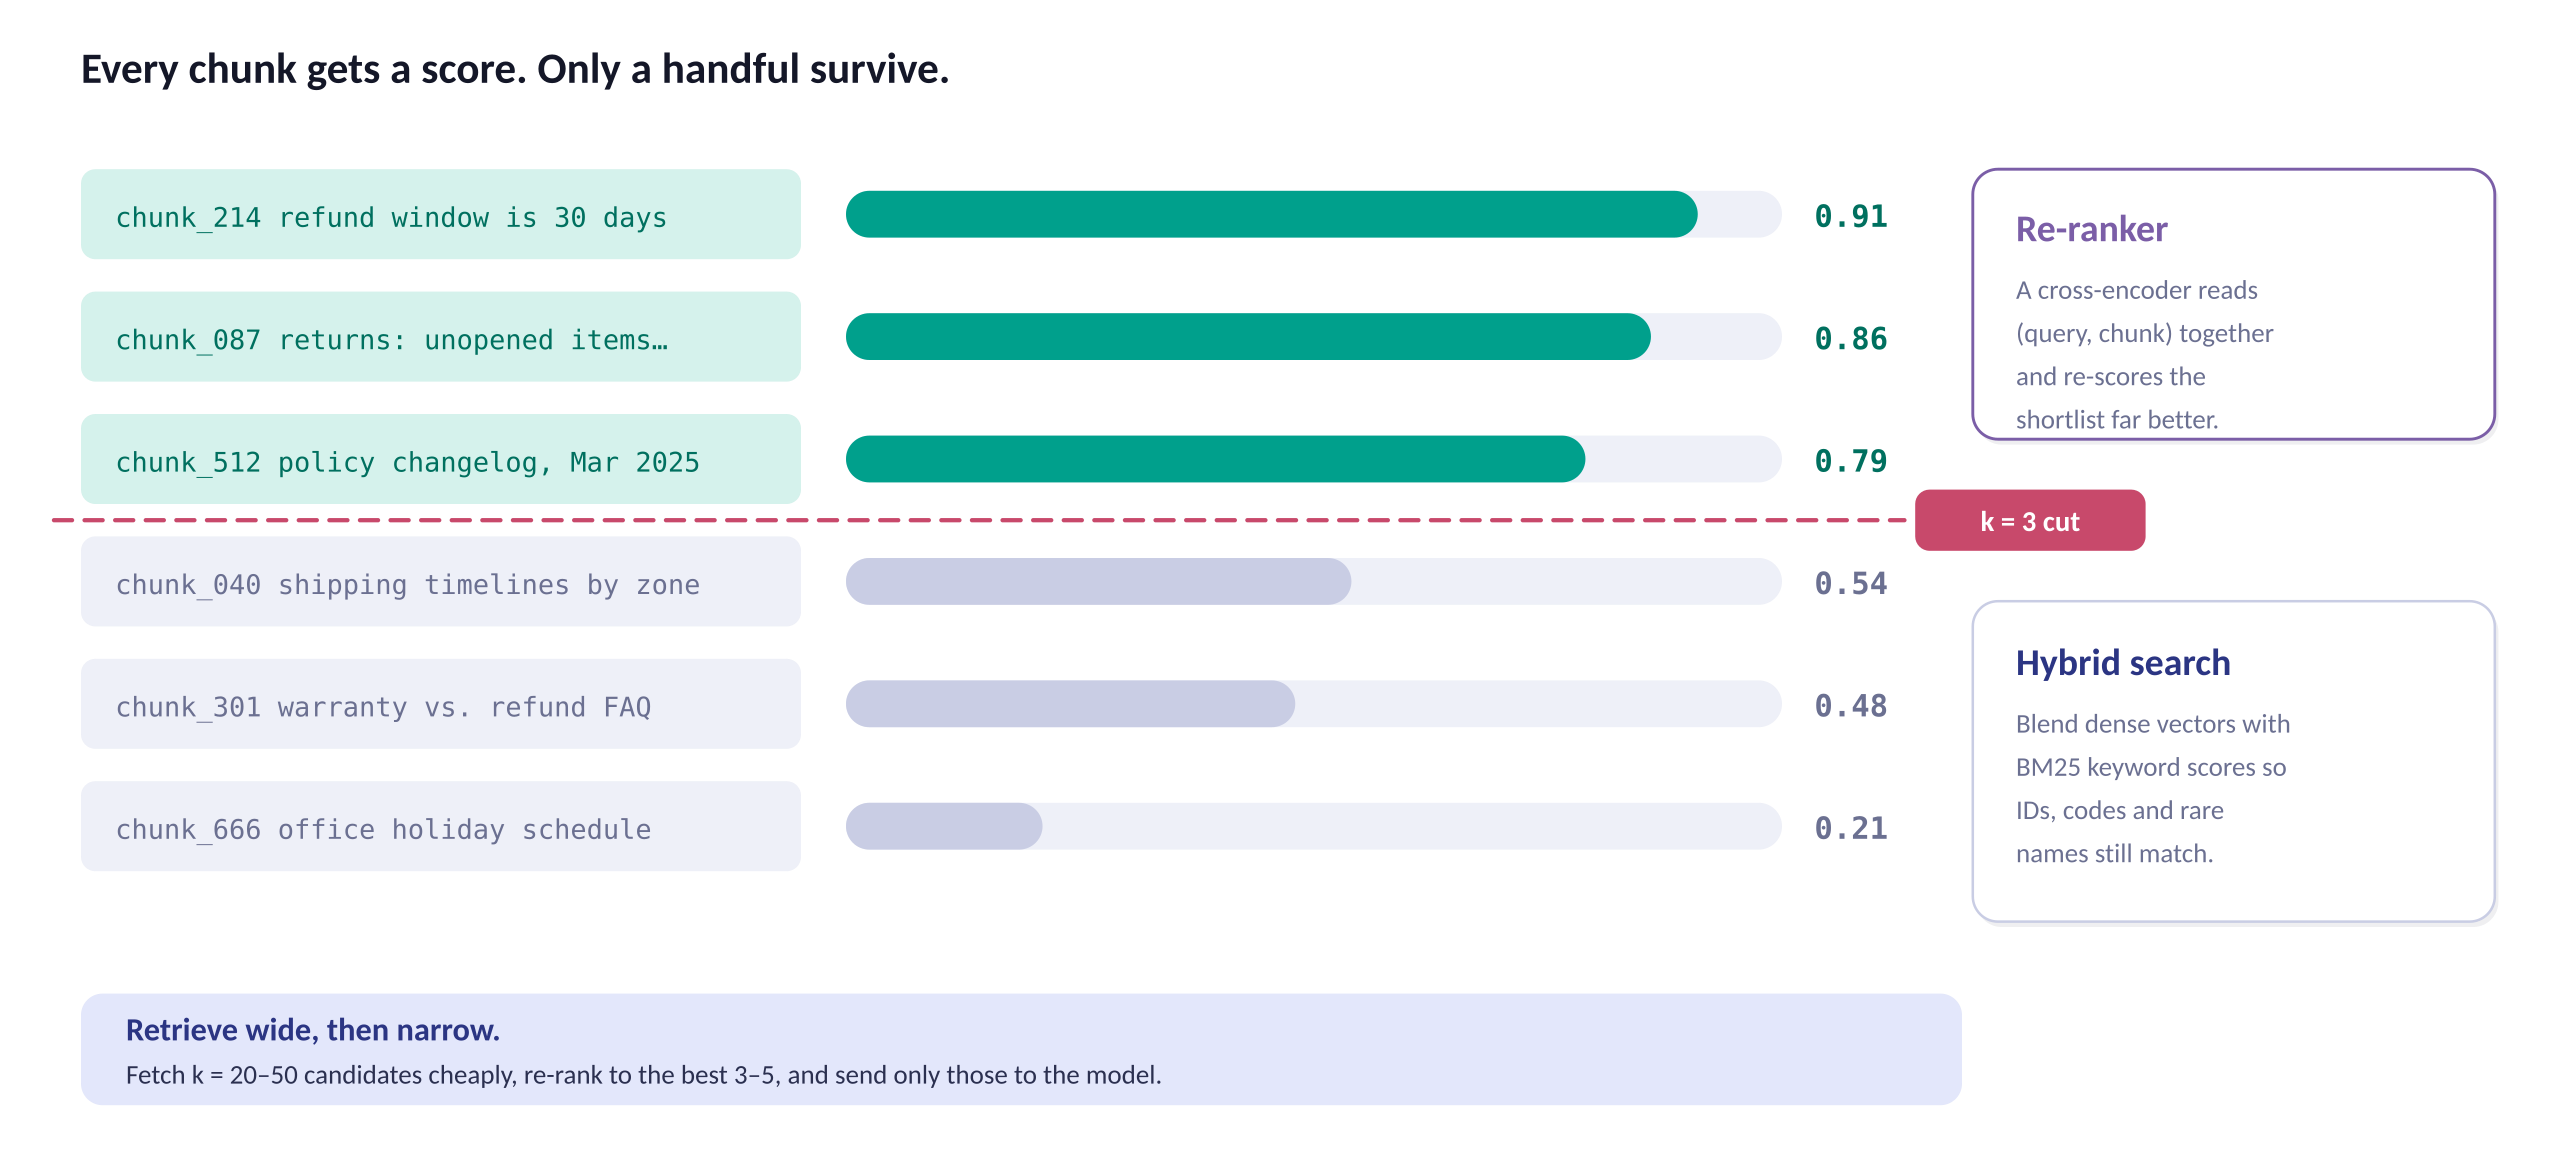 Every chunk gets a score. Only a handful survive.
chunk_214 refund window is 30 days
0.91
chunk_087 returns: unopened items…
0.86
chunk_512 policy changelog, Mar 2025
0.79
k = 3 cut
chunk_040 shipping timelines by zone
0.54
chunk_301 warranty vs. refund FAQ
0.48
chunk_666 office holiday schedule
0.21
Re-ranker
A cross-encoder reads
(query, chunk) together
and re-scores the
shortlist far better.
Hybrid search
Blend dense vectors with
BM25 keyword scores so
IDs, codes and rare
names still match.
Retrieve wide, then narrow.
Fetch k = 20–50 candidates cheaply, re-rank to the best 3–5, and send only those to the model.